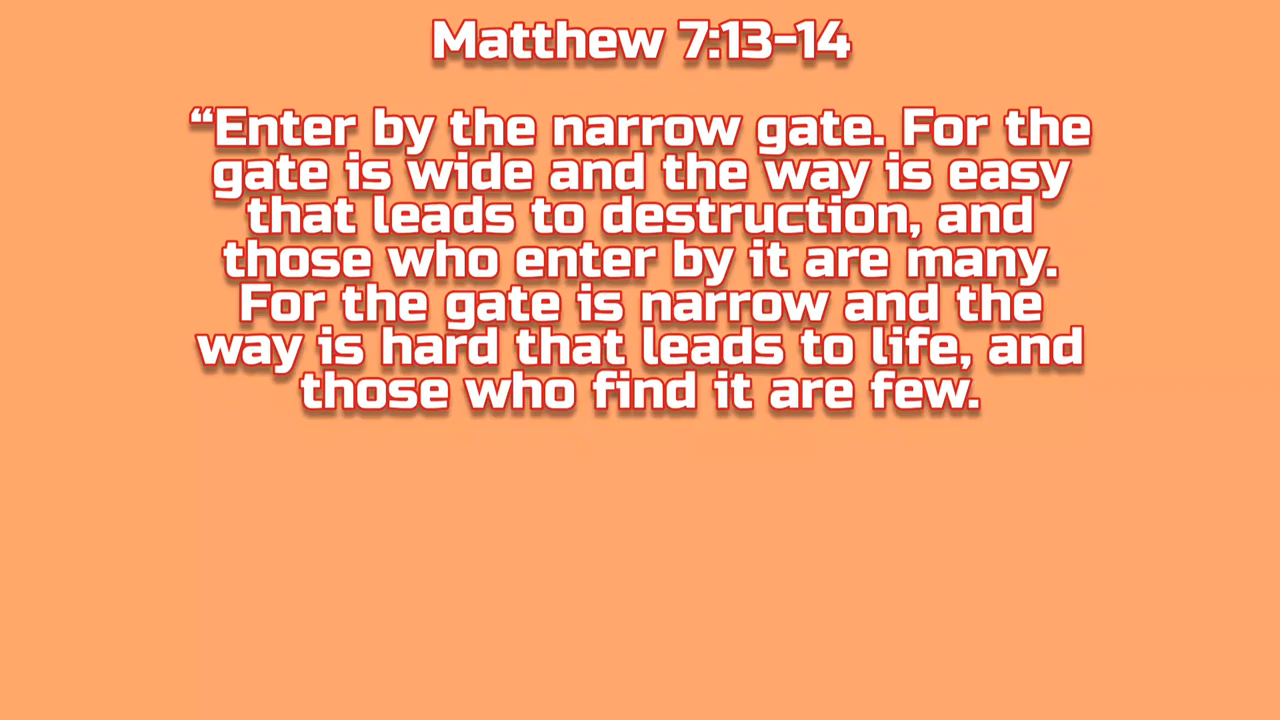 Matthew 7:13-14
“Enter by the narrow gate. For the
gate is wide and the way is easy
that leads to destruction, and
those who enter by it are many.
For the gate is narrow and the
way is hard that leads to life, and
those who find it are few.